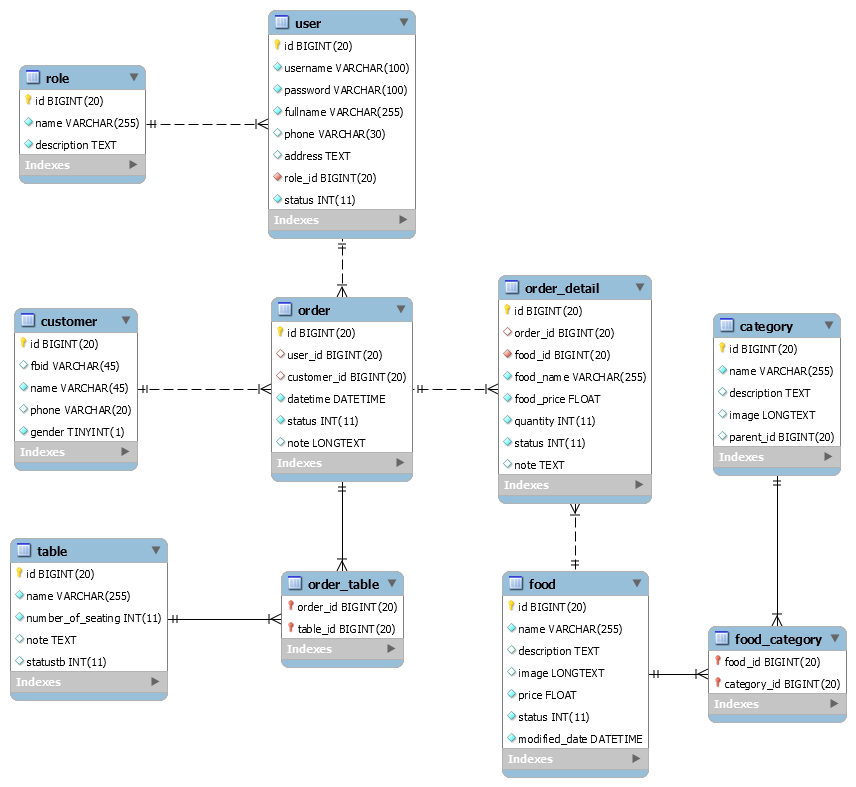 user
id BIGINT(20)
username VARCHAR(100)
password VARCHAR(100)
fullname VARCHAR(255)
phone VARCHAR(30)
address TEXT
role_id BIGINT(20)
status INT(11)
Indexes
role
id BIGINT(20)
name VARCHAR(255)
description TEXT
Indexes
customer
id BIGINT(20)
fbid VARCHAR(45)
name VARCHAR(45)
phone VARCHAR(20)
gender TINYINT(1)
Indexes
order
id BIGINT(20)
user_id BIGINT(20)
customer_id BIGINT(20)
datetime DATETIME
status INT(11)
note LONGTEXT
Indexes
order_detail
id BIGINT(20)
order_id BIGINT(20)
food_id BIGINT(20)
food_name VARCHAR(255)
food_price FLOAT
quantity INT(11)
status INT(11)
note TEXT
Indexes
category
id BIGINT(20)
name VARCHAR(255)
description TEXT
image LONGTEXT
parent_id BIGINT(20)
Indexes
table
id BIGINT(20)
name VARCHAR(255)
number_of_seating INT(11)
note TEXT
statustb INT(11)
Indexes
order_table
order_id BIGINT(20)
table_id BIGINT(20)
Indexes
food
id BIGINT(20)
name VARCHAR(255)
description TEXT
image LONGTEXT
price FLOAT
status INT(11)
modified_date DATETIME
Indexes
food_category
food_id BIGINT(20)
category_id BIGINT(20)
Indexes